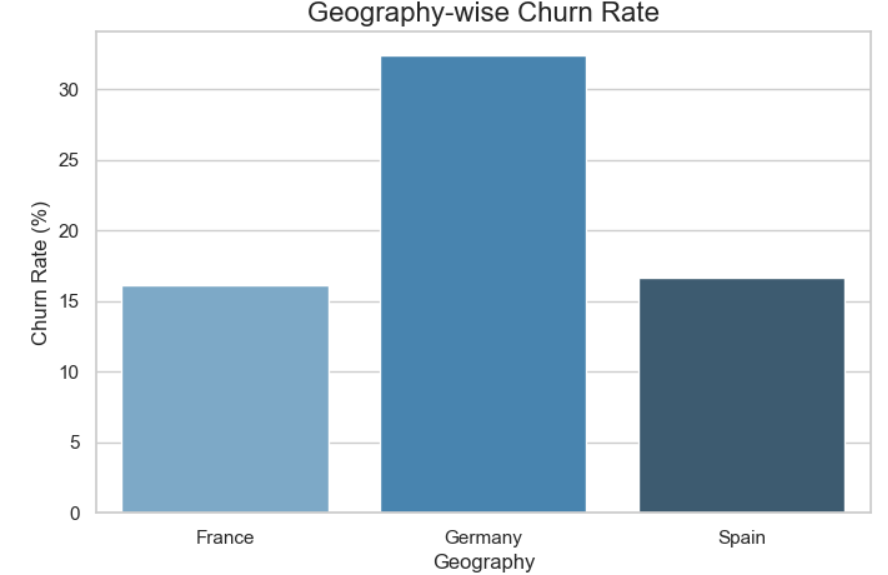 Geography-wise Churn Rate
Churn Rate (%)
30
25
20
15
10
5
0
France
Germany
Spain
Geography